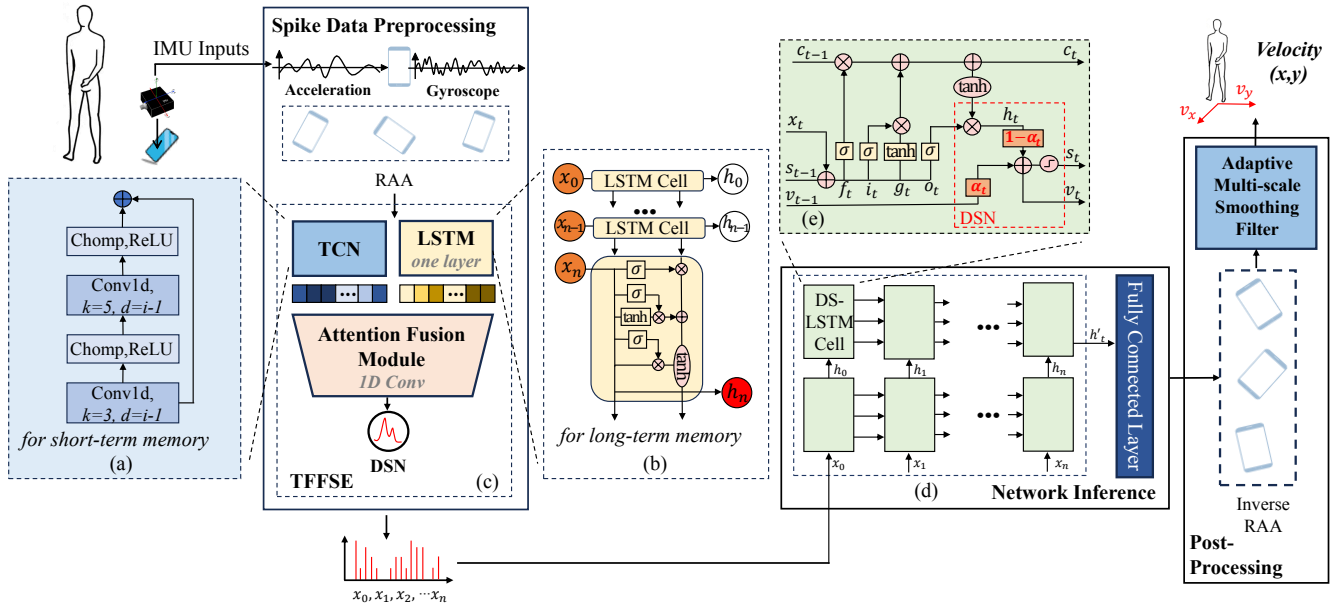 IMU Inputs
Spike Data Preprocessing
Acceleration
Gyroscope
RAA
TCN
LSTM
one layer
•••
•••
Attention Fusion
Module
1D Conv
DSN
TFFSE
(c)
x₀, x₁, x₂, ⋯xₙ
Chomp,ReLU
Conv1d,
k=5, d=i-1
Chomp,ReLU
Conv1d,
k=3, d=i-1
for short-term memory
(a)
x₀
LSTM Cell
h₀
•••
xₙ₋₁
LSTM Cell
hₙ₋₁
xₙ
σ
σ
tanh
σ
tanh
hₙ
for long-term memory
(b)
cₜ₋₁
cₜ
tanh
xₜ
hₜ
1−αₜ
σ
σ
tanh
σ
sₜ₋₁
sₜ
fₜ
iₜ
gₜ
oₜ
αₜ
vₜ₋₁
vₜ
(e)
DSN
DS-
LSTM
Cell
•••
h'ₜ
h₀
h₁
hₙ
•••
x₀
x₁
xₙ
(d)
Network Inference
Fully Connected Layer
Velocity
(x,y)
vₓ
v_y
Adaptive
Multi-scale
Smoothing
Filter
Inverse
RAA
Post-
Processing